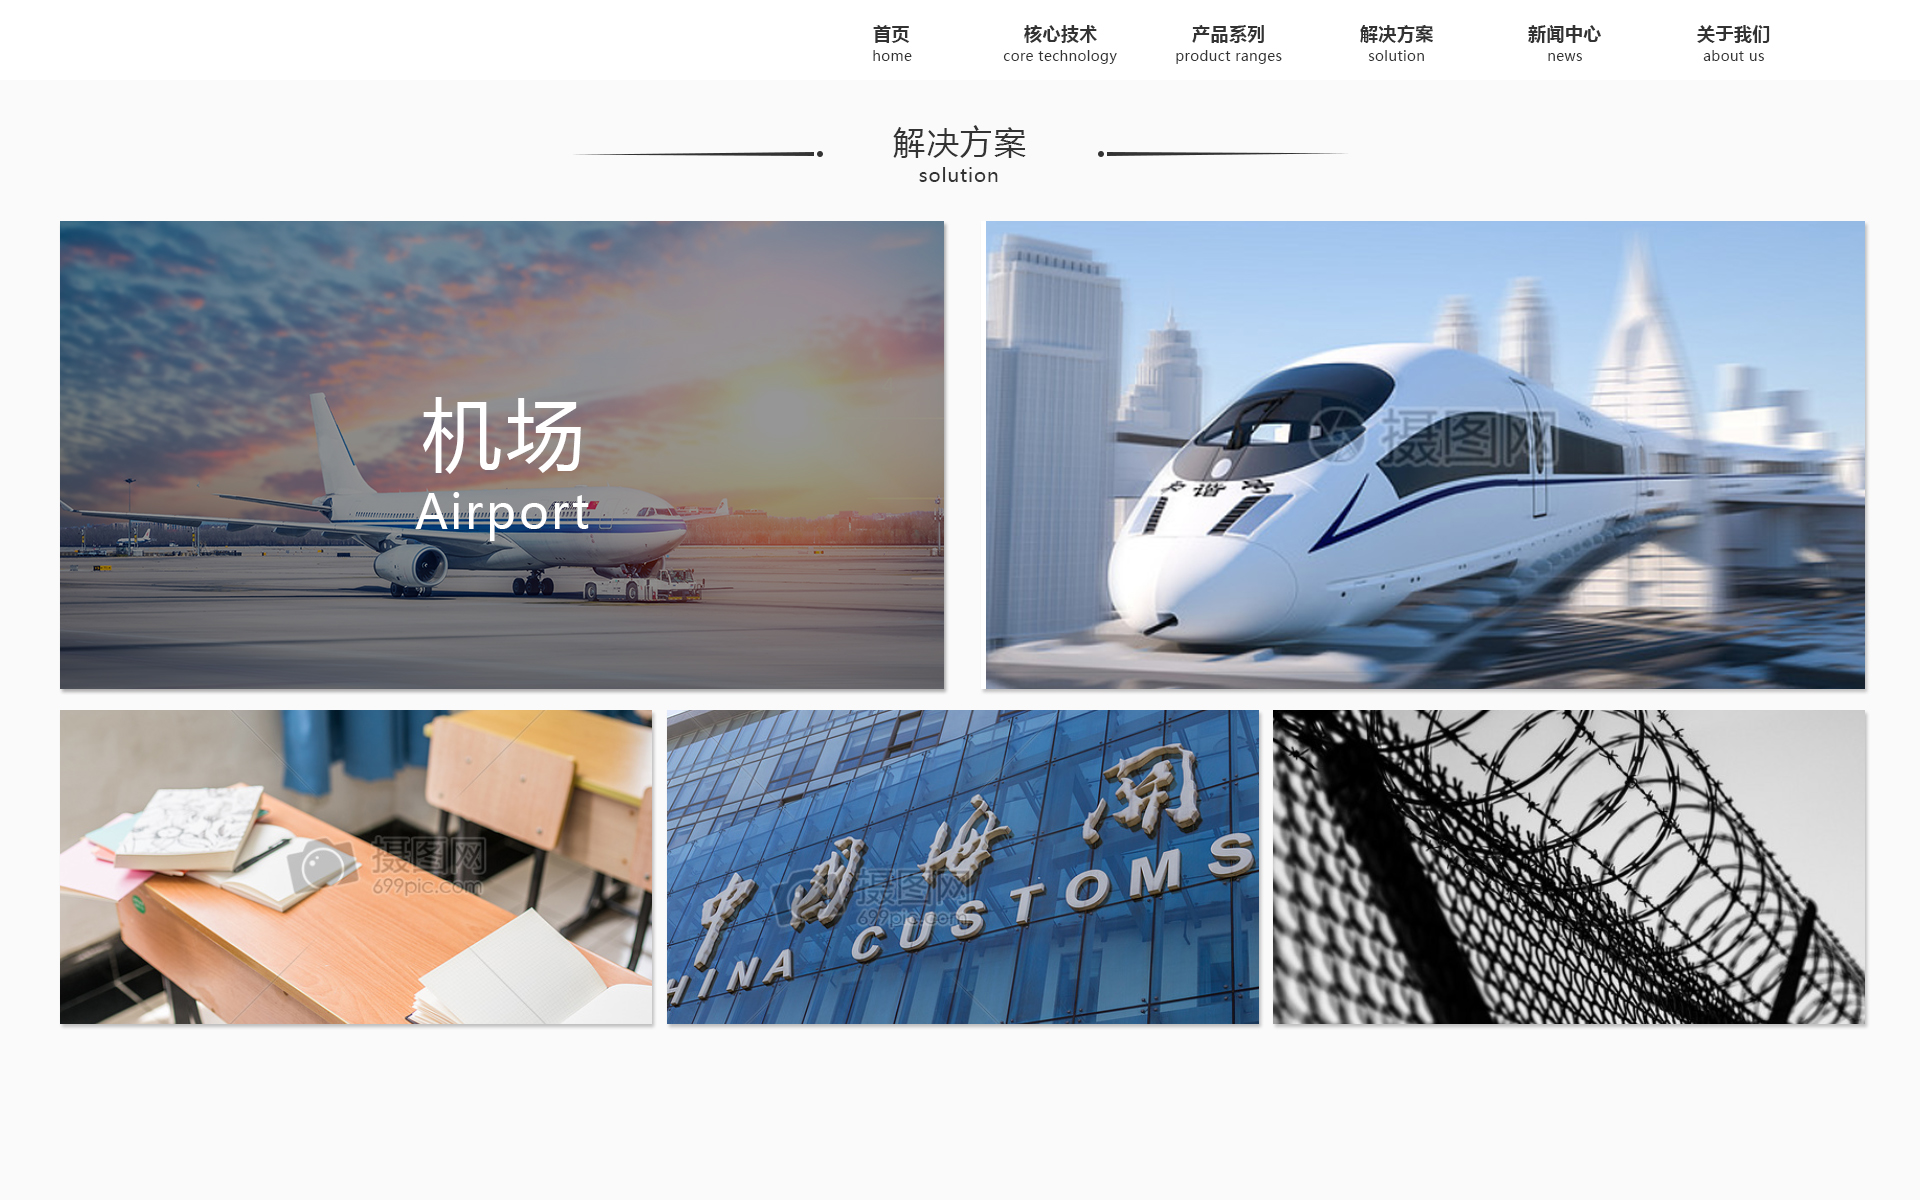 首页
home
核心技术
core technology
产品系列
product ranges
解决方案
solution
新闻中心
news
关于我们
about us
解决方案
solution
机场
Airport
摄图网
摄图网
699pic.com
中国海关
HINA CUSTOMS
摄图网
699pic.com